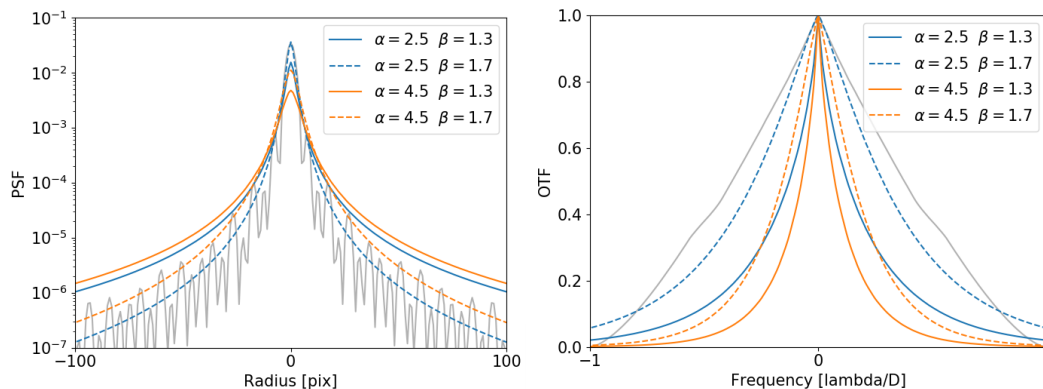 10⁻¹
10⁻²
10⁻³
10⁻⁴
10⁻⁵
10⁻⁶
10⁻⁷
PSF
−100
0
100
Radius [pix]
α = 2.5 β = 1.3
α = 2.5 β = 1.7
α = 4.5 β = 1.3
α = 4.5 β = 1.7
1.0
0.8
0.6
0.4
0.2
0.0
OTF
−1
0
Frequency [lambda/D]
α = 2.5 β = 1.3
α = 2.5 β = 1.7
α = 4.5 β = 1.3
α = 4.5 β = 1.7